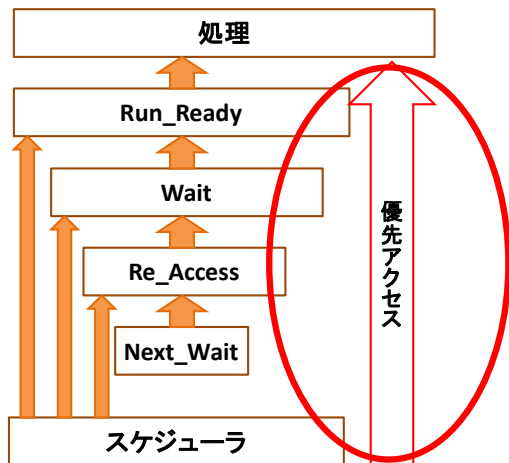 処理
Run_Ready
Wait
Re_Access
Next_Wait
スケジューラ
優先アクセス